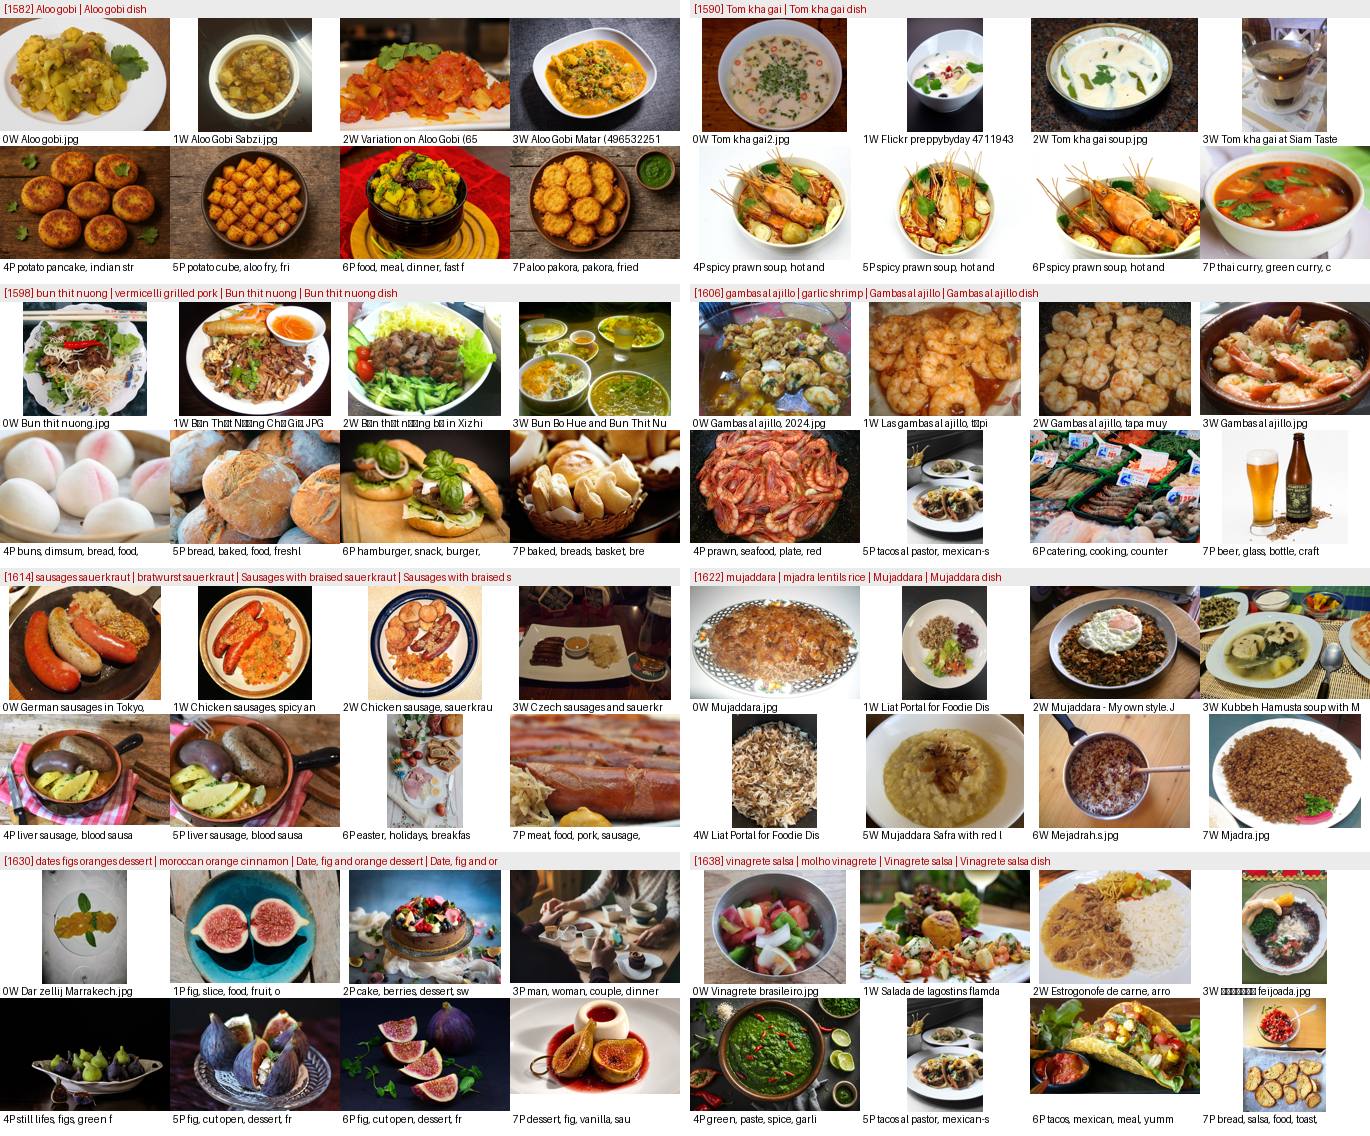 [1582] Aloo gobi | Aloo gobi dish
0W Aloo gobi.jpg
1W Aloo Gobi Sabzi.jpg
2W Variation on Aloo Gobi (65
3W Aloo Gobi Matar (496532251
4P potato pancake, indian str
5P potato cube, aloo fry, fri
6P food, meal, dinner, fast f
7P aloo pakora, pakora, fried
[1590] Tom kha gai | Tom kha gai dish
0W Tom kha gai2.jpg
1W Flickr preppybyday 4711943
2W Tom kha gai soup.jpg
3W Tom kha gai at Siam Taste
4P spicy prawn soup, hot and
5P spicy prawn soup, hot and
6P spicy prawn soup, hot and
7P thai curry, green curry, c
[1598] bun thit nuong | vermicelli grilled pork | Bun thit nuong | Bun thit nuong dish
0W Bun thit nuong.jpg
1W B n Th t N ng Ch Gi .JPG
2W B n th t n ng b in Xizhi
3W Bun Bo Hue and Bun Thit Nu
4P buns, dimsum, bread, food,
5P bread, baked, food, freshl
6P hamburger, snack, burger,
7P baked, breads, basket, bre
[1606] gambas al ajillo | garlic shrimp | Gambas al ajillo | Gambas al ajillo dish
0W Gambas al ajillo, 2024.jpg
1W Las gambas al ajillo, t pi
2W Gambas al ajillo, tapa muy
3W Gambas al ajillo.jpg
4P prawn, seafood, plate, red
5P tacos al pastor, mexican-s
6P catering, cooking, counter
7P beer, glass, bottle, craft
[1614] sausages sauerkraut | bratwurst sauerkraut | Sausages with braised sauerkraut | Sausages with braised s
0W German sausages in Tokyo,
1W Chicken sausages, spicy an
2W Chicken sausage, sauerkrau
3W Czech sausages and sauerkr
4P liver sausage, blood sausa
5P liver sausage, blood sausa
6P easter, holidays, breakfas
7P meat, food, pork, sausage,
[1622] mujaddara | mjadra lentils rice | Mujaddara | Mujaddara dish
0W Mujaddara.jpg
1W Liat Portal for Foodie Dis
2W Mujaddara - My own style.J
3W Kubbeh Hamusta soup with M
4W Liat Portal for Foodie Dis
5W Mujaddara Safra with red l
6W Mejadrah.s.jpg
7W Mjadra.jpg
[1630] dates figs oranges dessert | moroccan orange cinnamon | Date, fig and orange dessert | Date, fig and or
0W Dar zellij Marrakech.jpg
1P fig, slice, food, fruit, o
2P cake, berries, dessert, sw
3P man, woman, couple, dinner
4P still lifes, figs, green f
5P fig, cut open, dessert, fr
6P fig, cut open, dessert, fr
7P dessert, fig, vanilla, sau
[1638] vinagrete salsa | molho vinagrete | Vinagrete salsa | Vinagrete salsa dish
0W Vinagrete brasileiro.jpg
1W Salada de lagostins flamda
2W Estrogonofe de carne, arro
3W feijoada.jpg
4P green, paste, spice, garli
5P tacos al pastor, mexican-s
6P tacos, mexican, meal, yumm
7P bread, salsa, food, toast,